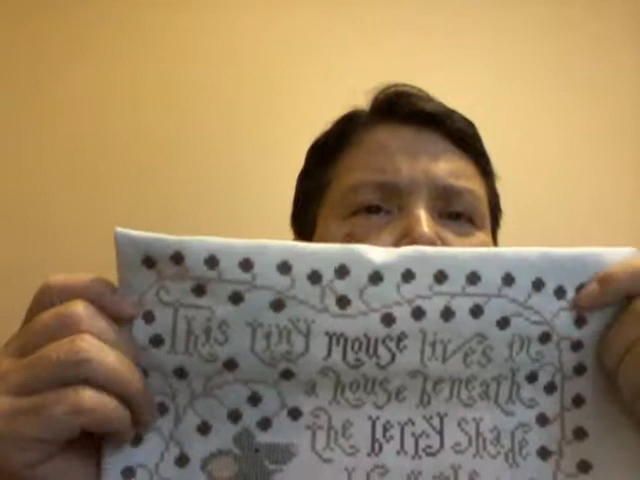 This tiny mouse lives in
a house beneath
the berry shade